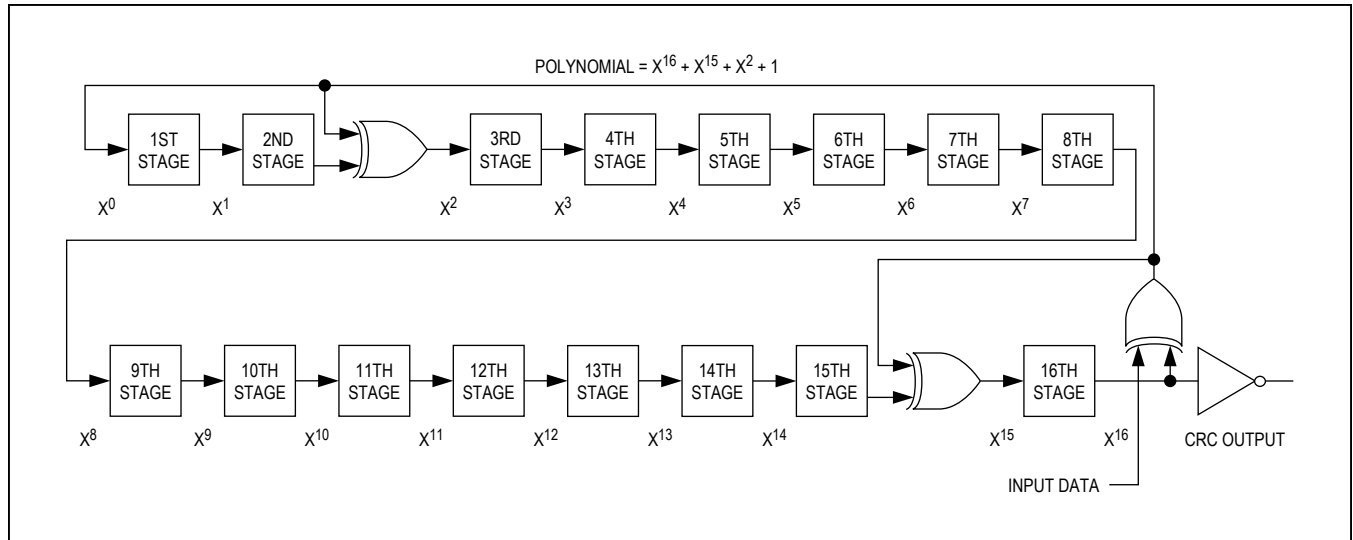 POLYNOMIAL = X¹⁶ + X¹⁵ + X² + 1
1ST
STAGE
2ND
STAGE
3RD
STAGE
4TH
STAGE
5TH
STAGE
6TH
STAGE
7TH
STAGE
8TH
STAGE
X⁰
X¹
X²
X³
X⁴
X⁵
X⁶
X⁷
9TH
STAGE
10TH
STAGE
11TH
STAGE
12TH
STAGE
13TH
STAGE
14TH
STAGE
15TH
STAGE
16TH
STAGE
X⁸
X⁹
X¹⁰
X¹¹
X¹²
X¹³
X¹⁴
X¹⁵
X¹⁶
CRC OUTPUT
INPUT DATA